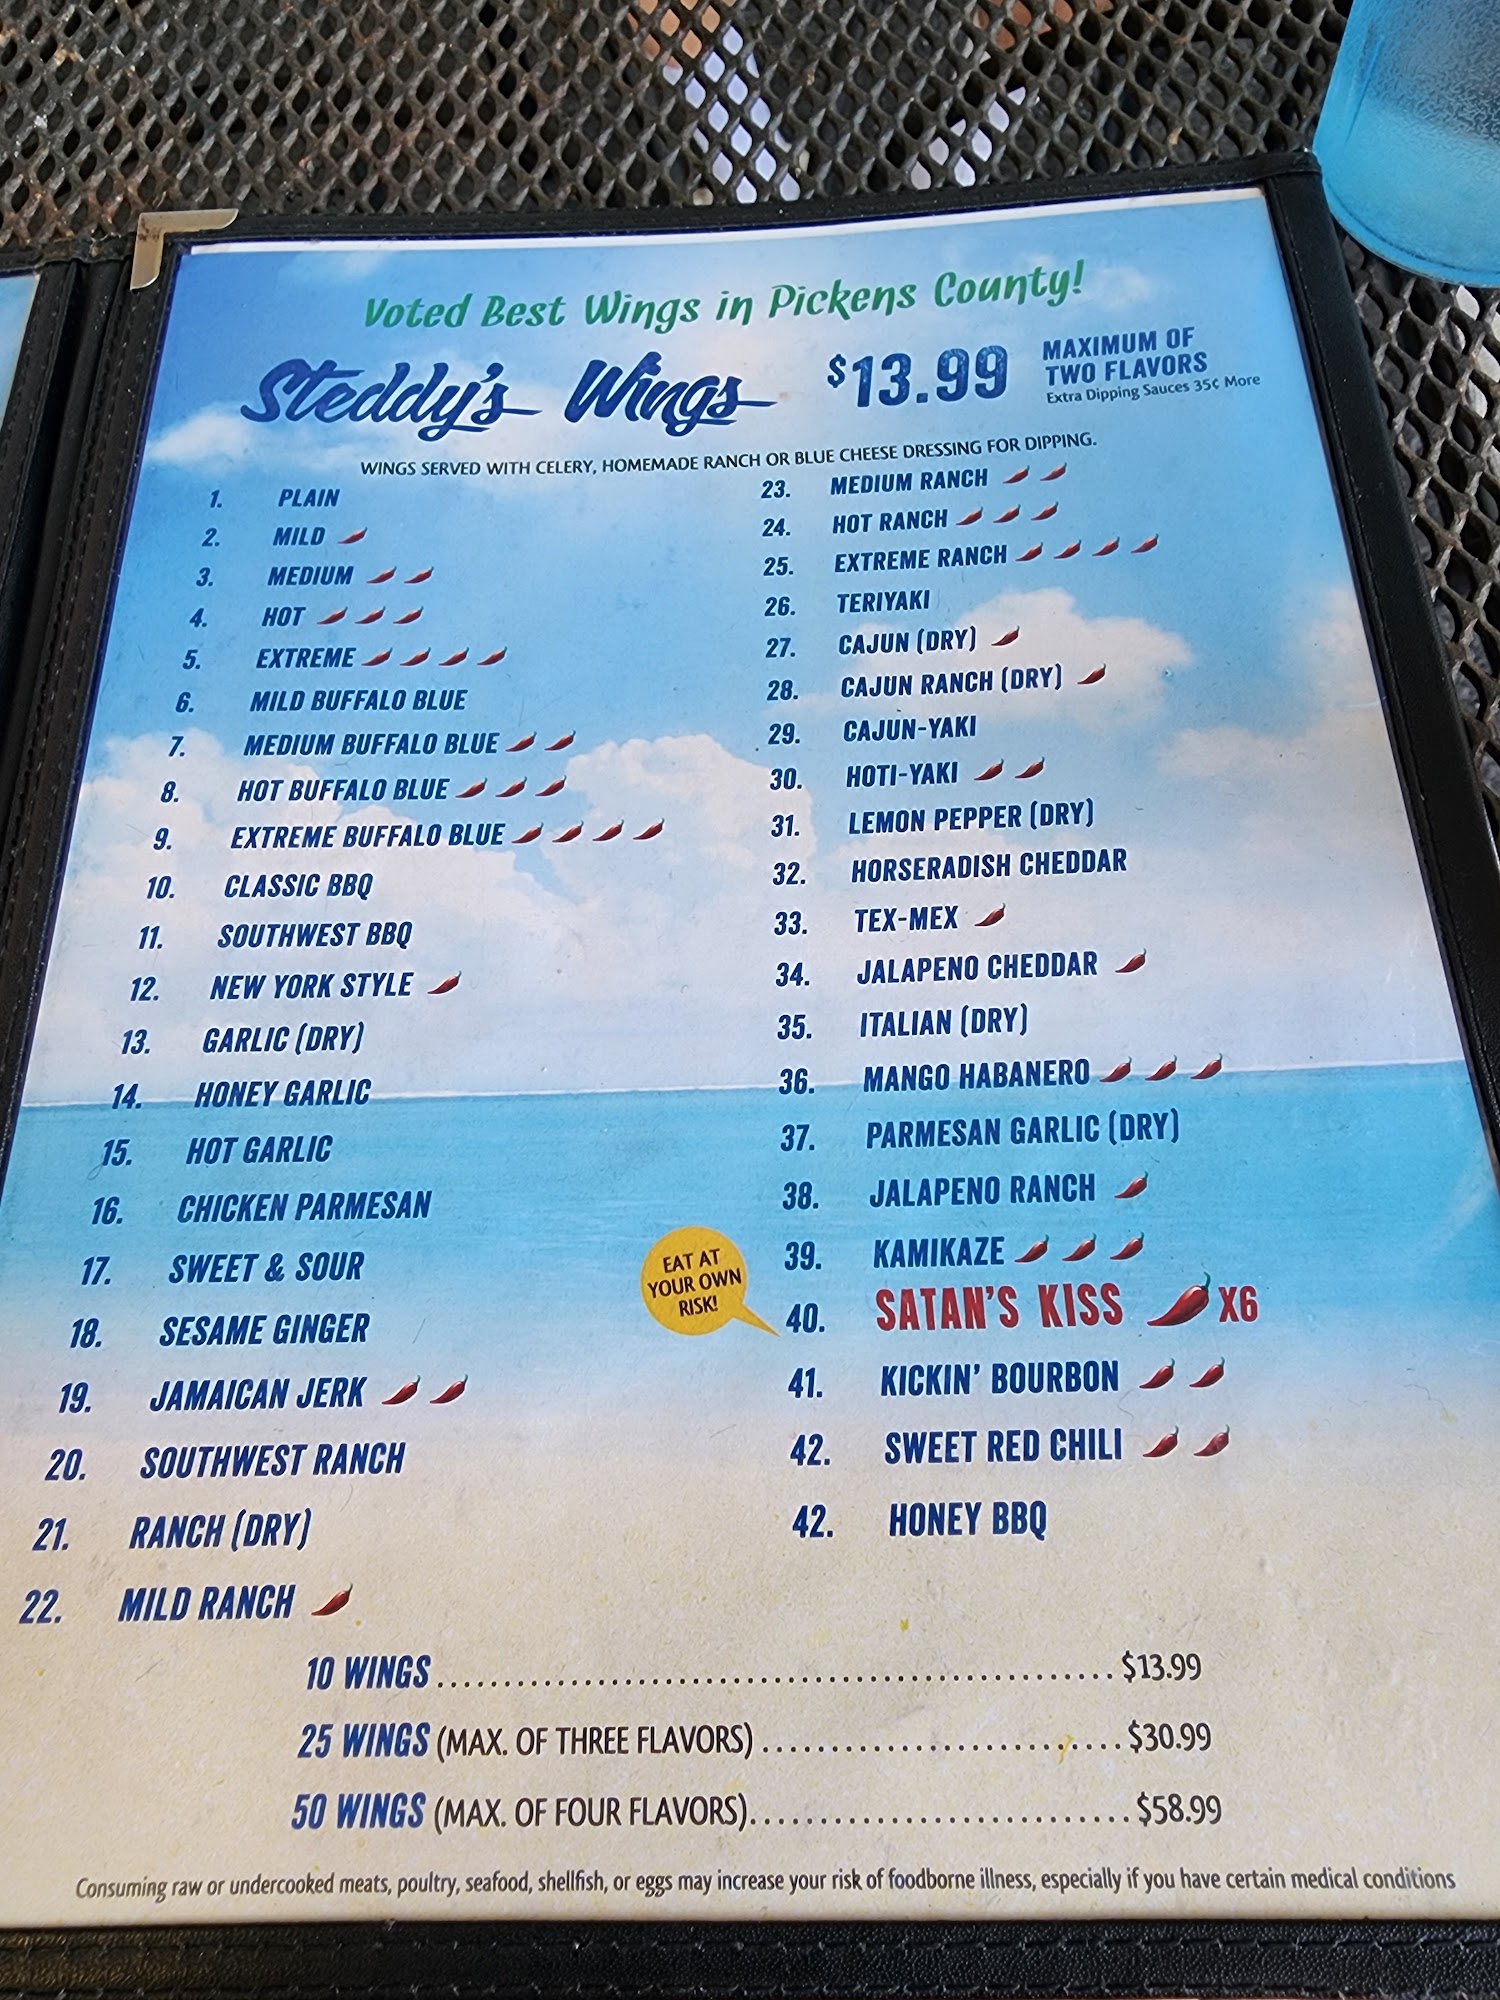 Voted Best Wings in Pickens County!
Steddy's Wings $13.99
MAXIMUM OF
TWO FLAVORS
Extra Dipping Sauces 35¢ More
WINGS SERVED WITH CELERY, HOMEMADE RANCH OR BLUE CHEESE DRESSING FOR DIPPING.
1. PLAIN
2. MILD
3. MEDIUM
4. HOT
5. EXTREME
6. MILD BUFFALO BLUE
7. MEDIUM BUFFALO BLUE
8. HOT BUFFALO BLUE
9. EXTREME BUFFALO BLUE
10. CLASSIC BBQ
11. SOUTHWEST BBQ
12. NEW YORK STYLE
13. GARLIC (DRY)
14. HONEY GARLIC
15. HOT GARLIC
16. CHICKEN PARMESAN
17. SWEET & SOUR
18. SESAME GINGER
19. JAMAICAN JERK
20. SOUTHWEST RANCH
21. RANCH (DRY)
22. MILD RANCH
23. MEDIUM RANCH
24. HOT RANCH
25. EXTREME RANCH
26. TERIYAKI
27. CAJUN (DRY)
28. CAJUN RANCH (DRY)
29. CAJUN-YAKI
30. HOTI-YAKI
31. LEMON PEPPER (DRY)
32. HORSERADISH CHEDDAR
33. TEX-MEX
34. JALAPENO CHEDDAR
35. ITALIAN (DRY)
36. MANGO HABANERO
37. PARMESAN GARLIC (DRY)
38. JALAPENO RANCH
39. KAMIKAZE
EAT AT
YOUR OWN
RISK!
40. SATAN'S KISS X6
41. KICKIN' BOURBON
42. SWEET RED CHILI
42. HONEY BBQ
10 WINGS.................................................. $13.99
25 WINGS (MAX. OF THREE FLAVORS) ........................... $30.99
50 WINGS (MAX. OF FOUR FLAVORS)............................. $58.99
Consuming raw or undercooked meats, poultry, seafood, shellfish, or eggs may increase your risk of foodborne illness, especially if you have certain medical conditions